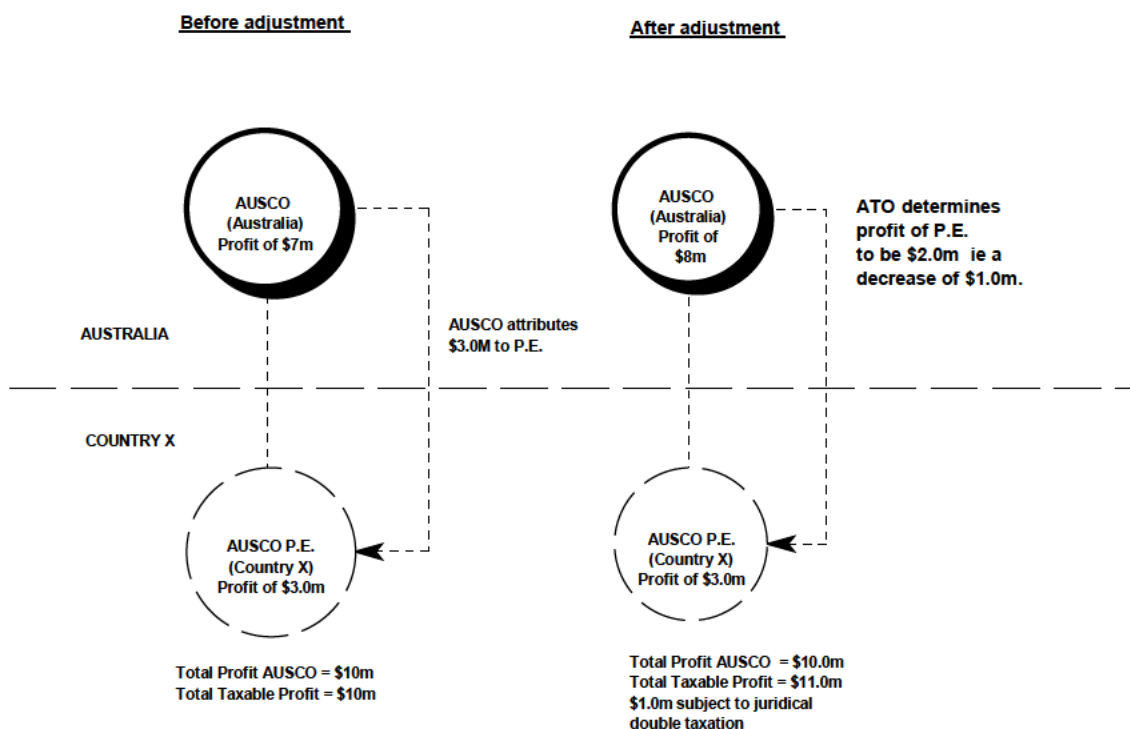 Before adjustment
After adjustment
AUSCO
(Australia)
Profit of $7m
AUSCO
(Australia)
Profit of
$8m
ATO determines
profit of P.E.
to be $2.0m ie a
decrease of $1.0m.
AUSTRALIA
AUSCO attributes
$3.0M to P.E.
COUNTRY X
AUSCO P.E.
(Country X)
Profit of $3.0m
AUSCO P.E.
(Country X)
Profit of $3.0m
Total Profit AUSCO = $10m
Total Taxable Profit = $10m
Total Profit AUSCO = $10.0m
Total Taxable Profit = $11.0m
$1.0m subject to juridical
double taxation